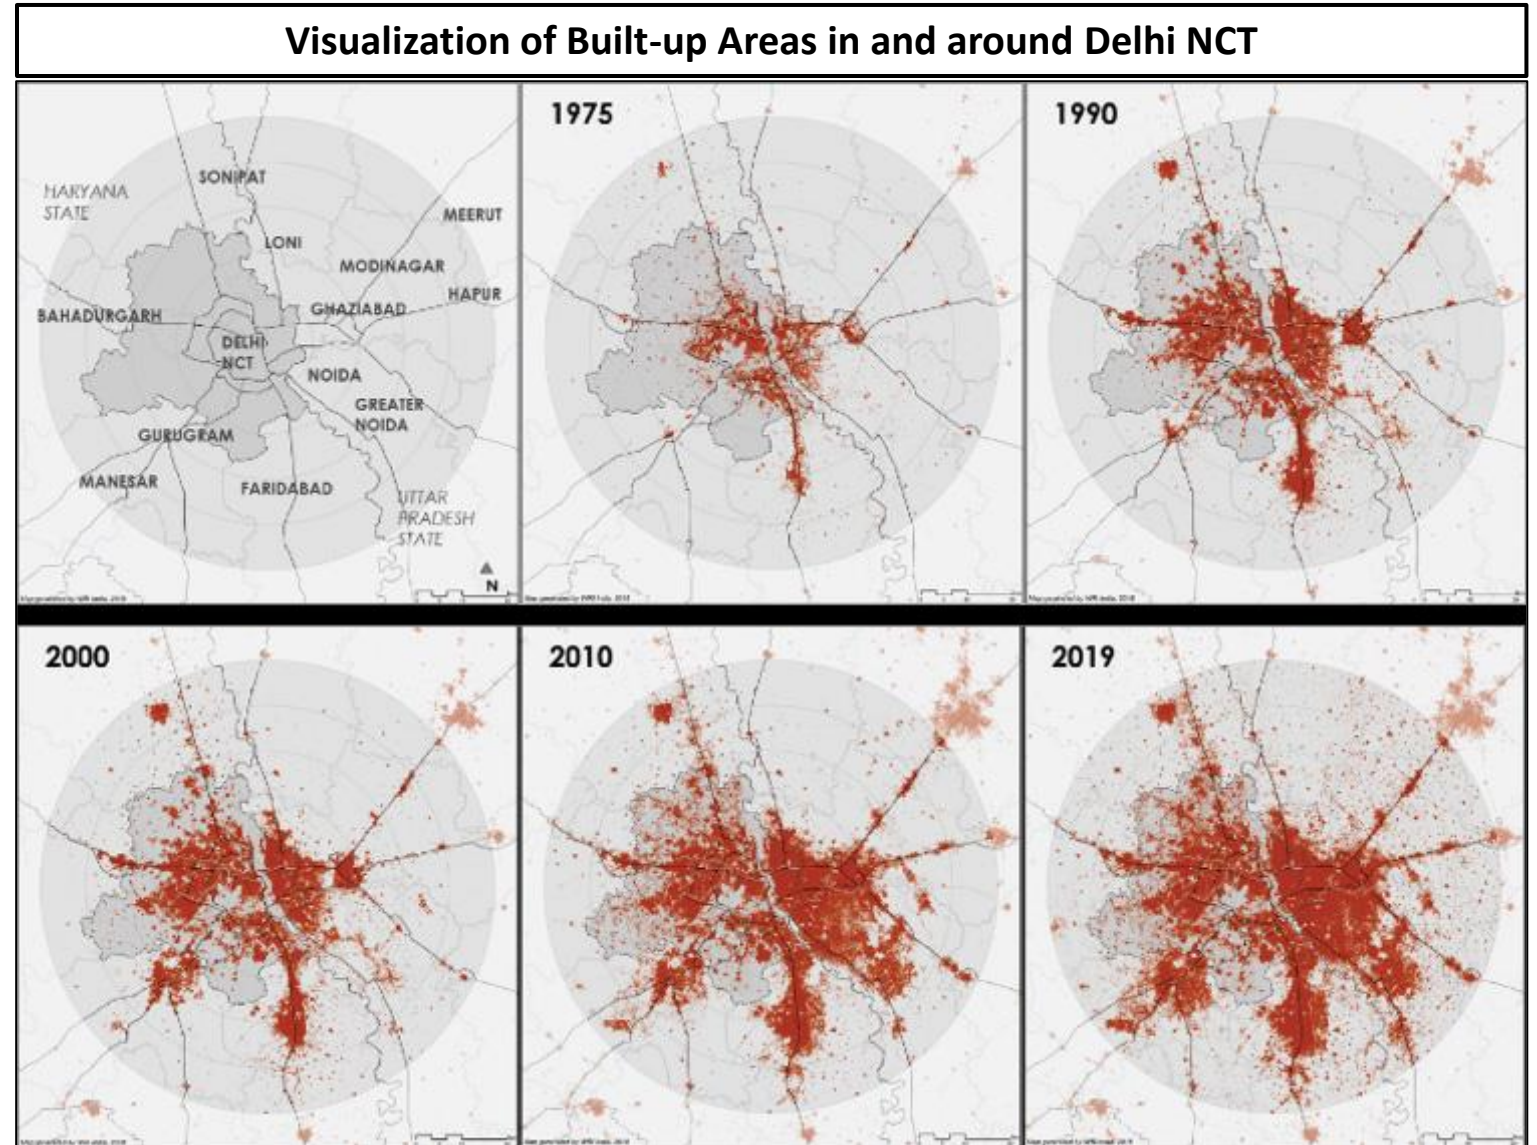 Visualization of Built-up Areas in and around Delhi NCT
HARYANA
STATE
SONIPAT
MEERUT
LONI
MODINAGAR
HAPUR
BAHADURGARH
GHAZIABAD
DELHI
NCT
NOIDA
GREATER
NOIDA
GURUGRAM
MANESAR
FARIDABAD
UTTAR
PRADESH
STATE
N
1975
1990
2000
2010
2019